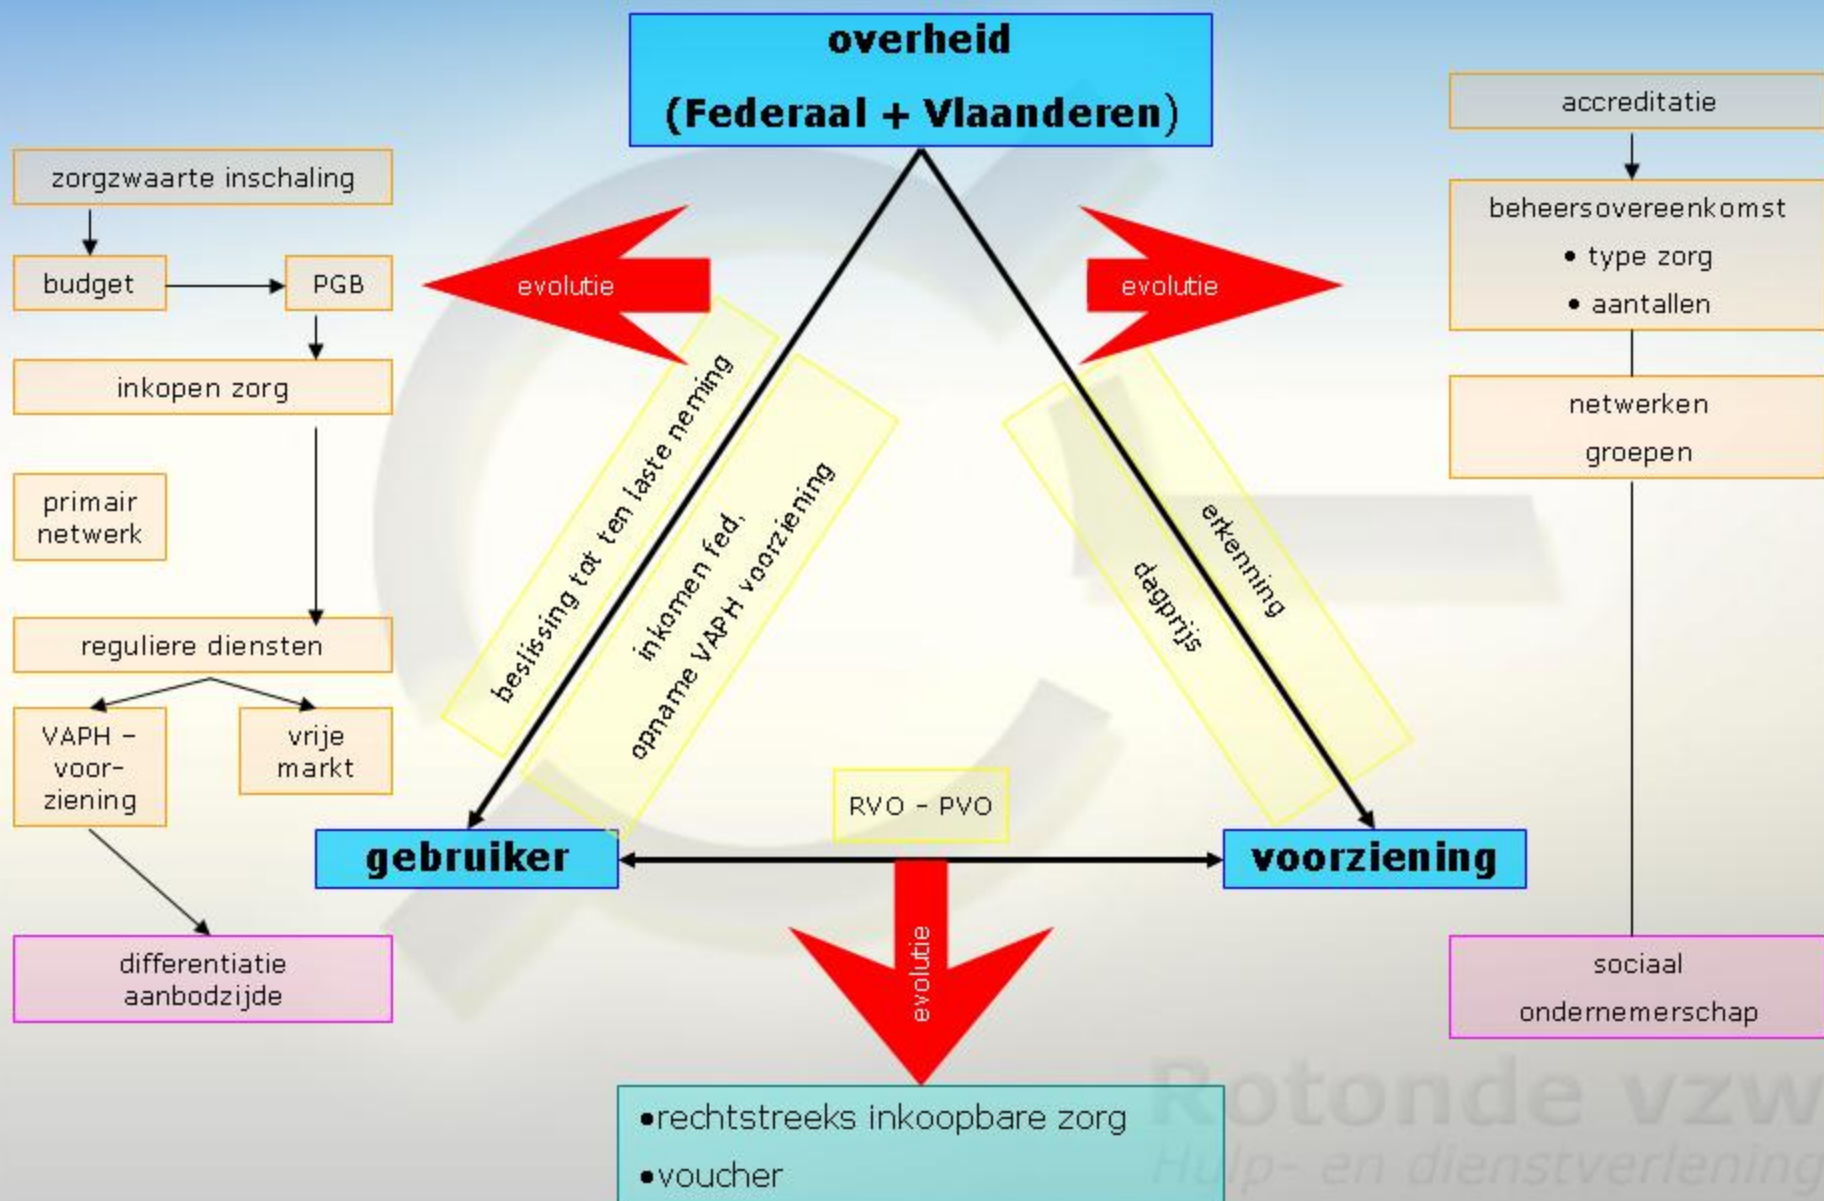 overheid
(Federaal + Vlaanderen)
zorgzwaarte inschaling
budget
PGB
inkopen zorg
primair
netwerk
reguliere diensten
VAPH –
voor-
ziening
vrije
markt
differentiatie
aanbodzijde
evolutie
evolutie
beslissing tot ten laste neming
inkomen fed,
opname VAPH voorziening
erkenning
dagprijs
RVO – PVO
gebruiker
voorziening
evolutie
•rechtstreeks inkoopbare zorg
•voucher
accreditatie
beheersovereenkomst
• type zorg
• aantallen
netwerken
groepen
sociaal
ondernemerschap
Rotonde vzw
Hulp- en dienstverlening